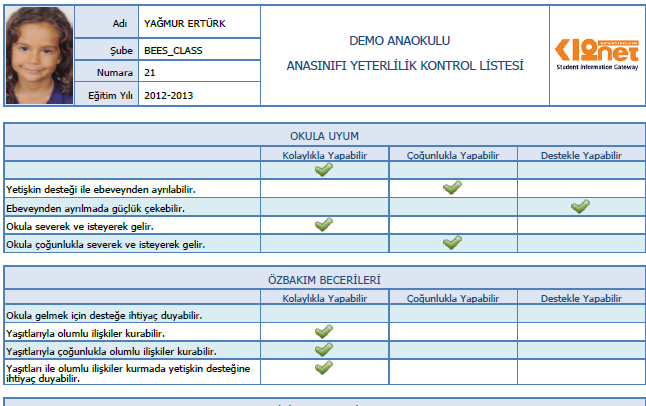 Adı YAĞMUR ERTÜRK
Şube BEES_CLASS
Numara 21
Eğitim Yılı 2012-2013
DEMO ANAOKULU
ANASINIFI YETERLİLİK KONTROL LİSTESİ
K12net
Student Information Gateway
OKULA UYUM
Kolaylıkla Yapabilir Çoğunlukla Yapabilir Destekle Yapabilir
Yetişkin desteği ile ebeveynden ayrılabilir.
Ebeveynden ayrılmada güçlük çekebilir.
Okula severek ve isteyerek gelir.
Okula çoğunlukla severek ve isteyerek gelir.
ÖZBAKIM BECERİLERİ
Kolaylıkla Yapabilir Çoğunlukla Yapabilir Destekle Yapabilir
Okula gelmek için desteğe ihtiyaç duyabilir.
Yaşıtlarıyla olumlu ilişkiler kurabilir.
Yaşıtlarıyla çoğunlukla olumlu ilişkiler kurabilir.
Yaşıtları ile olumlu ilişkiler kurmada yetişkin desteğine
ihtiyaç duyabilir.